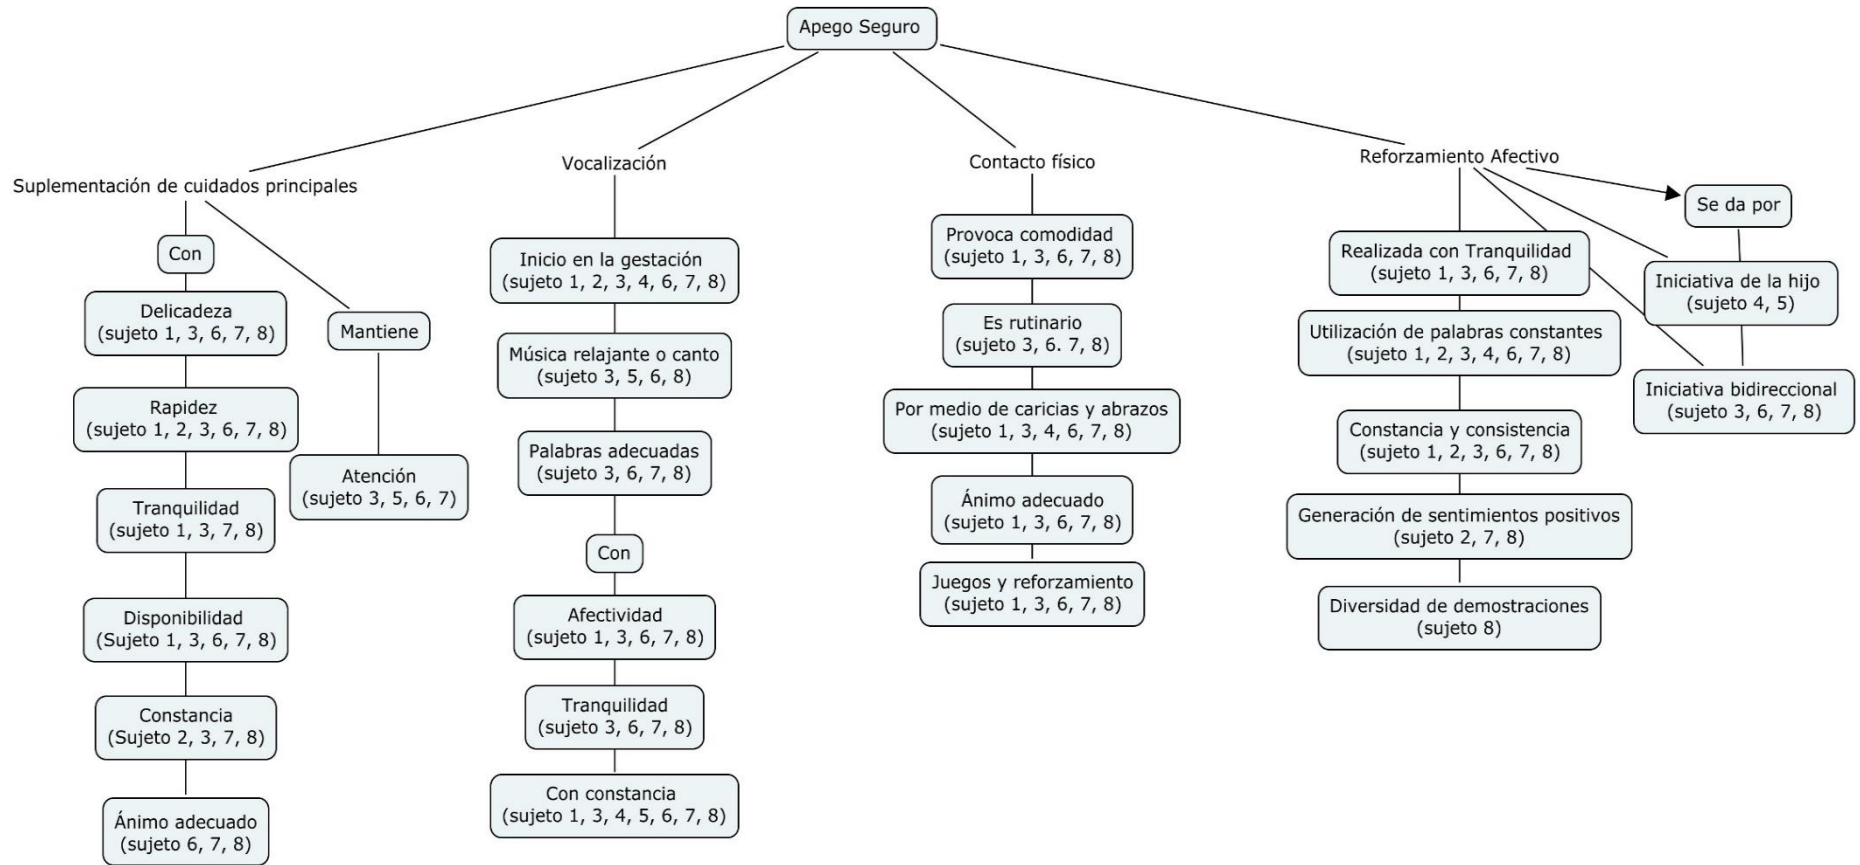 Apego Seguro
Suplementación de cuidados principales
Con
Delicadeza
(sujeto 1, 3, 6, 7, 8)
Rapidez
(sujeto 1, 2, 3, 6, 7, 8)
Tranquilidad
(sujeto 1, 3, 7, 8)
Disponibilidad
(Sujeto 1, 3, 6, 7, 8)
Constancia
(Sujeto 2, 3, 7, 8)
Ánimo adecuado
(sujeto 6, 7, 8)
Mantiene
Atención
(sujeto 3, 5, 6, 7)
Vocalización
Inicio en la gestación
(sujeto 1, 2, 3, 4, 6, 7, 8)
Música relajante o canto
(sujeto 3, 5, 6, 8)
Palabras adecuadas
(sujeto 3, 6, 7, 8)
Con
Afectividad
(sujeto 1, 3, 6, 7, 8)
Tranquilidad
(sujeto 3, 6, 7, 8)
Con constancia
(sujeto 1, 3, 4, 5, 6, 7, 8)
Contacto físico
Provoca comodidad
(sujeto 1, 3, 6, 7, 8)
Es rutinario
(sujeto 3, 6. 7, 8)
Por medio de caricias y abrazos
(sujeto 1, 3, 4, 6, 7, 8)
Ánimo adecuado
(sujeto 1, 3, 6, 7, 8)
Juegos y reforzamiento
(sujeto 1, 3, 6, 7, 8)
Reforzamiento Afectivo
Realizada con Tranquilidad
(sujeto 1, 3, 6, 7, 8)
Utilización de palabras constantes
(sujeto 1, 2, 3, 4, 6, 7, 8)
Constancia y consistencia
(sujeto 1, 2, 3, 6, 7, 8)
Generación de sentimientos positivos
(sujeto 2, 7, 8)
Diversidad de demostraciones
(sujeto 8)
Se da por
Iniciativa de la hijo
(sujeto 4, 5)
Iniciativa bidireccional
(sujeto 3, 6, 7, 8)